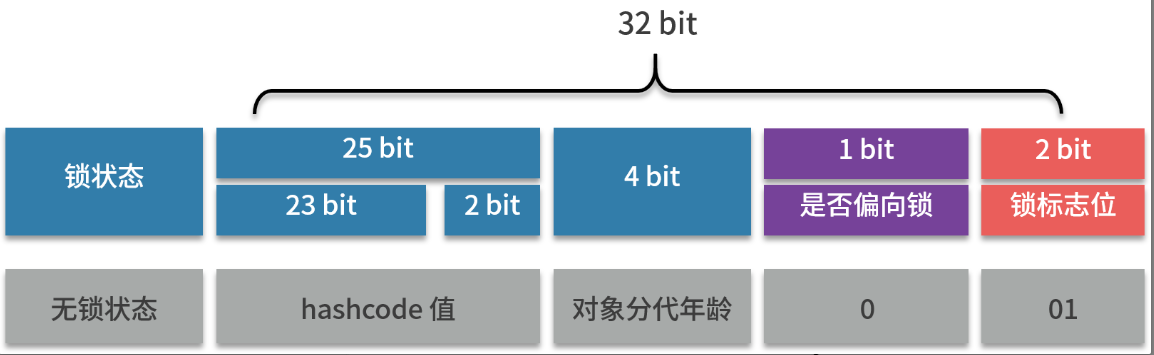 32 bit
锁状态
25 bit
23 bit
2 bit
4 bit
1 bit
是否偏向锁
2 bit
锁标志位
无锁状态
hashcode 值
对象分代年龄
0
01